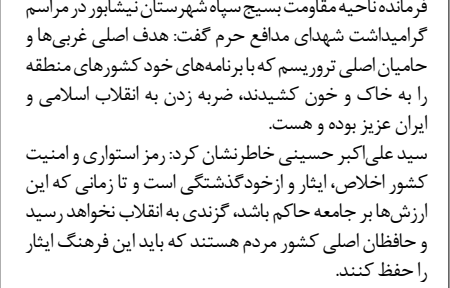 فرمانده ناحیه مقاومت بسیج سپاه شهرستان نیشابور در مراسم
گرامیداشت شهدای مدافع حرم گفت: هدف اصلی غربی‌ها و
حامیان اصلی تروریسم که با برنامه‌های خود کشورهای منطقه
را به خاک و خون کشیدند، ضربه زدن به انقلاب اسلامی و
ایران عزیز بوده و هست.
سید علی‌اکبر حسینی خاطرنشان کرد: رمز استواری و امنیت
کشور اخلاص، ایثار و ازخودگذشتگی است و تا زمانی که این
ارزش‌ها بر جامعه حاکم باشد، گزندی به انقلاب نخواهد رسید
و حافظان اصلی کشور مردم هستند که باید این فرهنگ ایثار
را حفظ کنند.